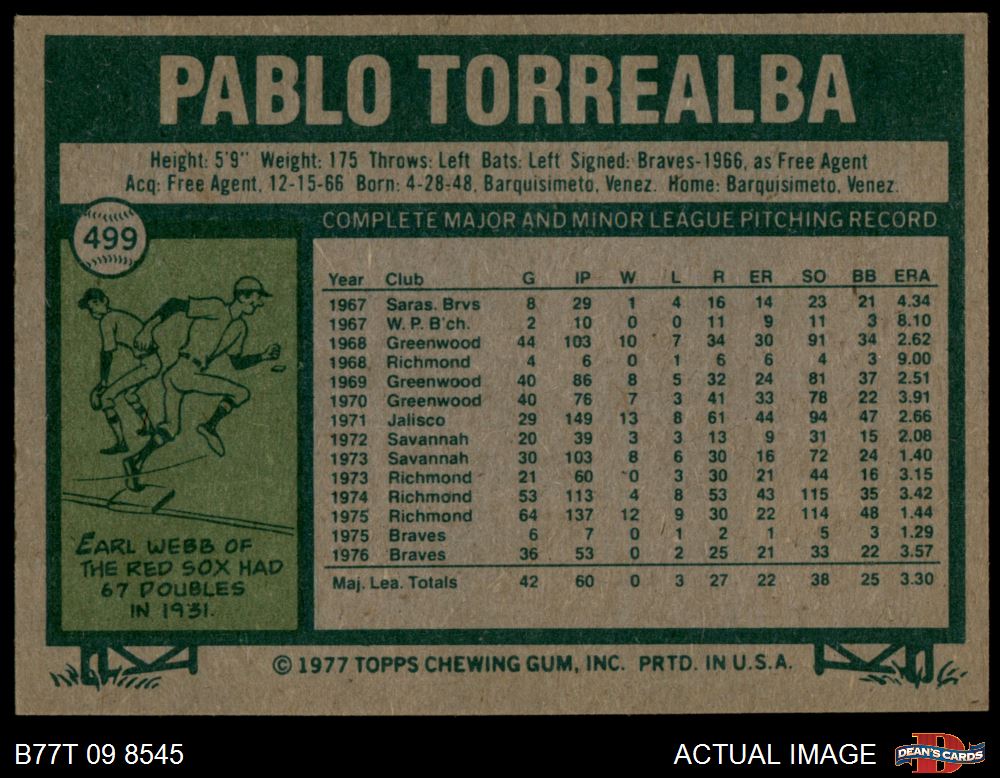 PABLO TORREALBA
Height: 5'9" Weight: 175 Throws: Left Bats: Left Signed: Braves-1966, as Free Agent
Acq: Free Agent, 12-15-66 Born: 4-28-48, Barquisimeto, Venez. Home: Barquisimeto, Venez.
499
COMPLETE MAJOR AND MINOR LEAGUE PITCHING RECORD
Year Club G IP W L R ER SO BB ERA
1967 Saras. Brvs 8 29 1 4 16 14 23 21 4.34
1967 W. P. B'ch. 2 10 0 0 11 9 11 3 8.10
1968 Greenwood 44 103 10 7 34 30 91 34 2.62
1968 Richmond 4 6 0 1 6 6 4 3 9.00
1969 Greenwood 40 86 8 5 32 24 81 37 2.51
1970 Greenwood 40 76 7 3 41 33 78 22 3.91
1971 Jalisco 29 149 13 8 61 44 94 47 2.66
1972 Savannah 20 39 3 3 13 9 31 15 2.08
1973 Savannah 30 103 8 6 30 16 72 24 1.40
1973 Richmond 21 60 0 3 30 21 44 16 3.15
1974 Richmond 53 113 4 8 53 43 115 35 3.42
1975 Richmond 64 137 12 9 30 22 114 48 1.44
1975 Braves 6 7 0 1 2 1 5 3 1.29
1976 Braves 36 53 0 2 25 21 33 22 3.57
Maj. Lea. Totals 42 60 0 3 27 22 38 25 3.30
EARL WEBB OF
THE RED SOX HAD
67 DOUBLES
IN 1931.
© 1977 TOPPS CHEWING GUM, INC. PRTD. IN U.S.A.
B77T 09 8545
ACTUAL IMAGE
DEAN'S CARDS